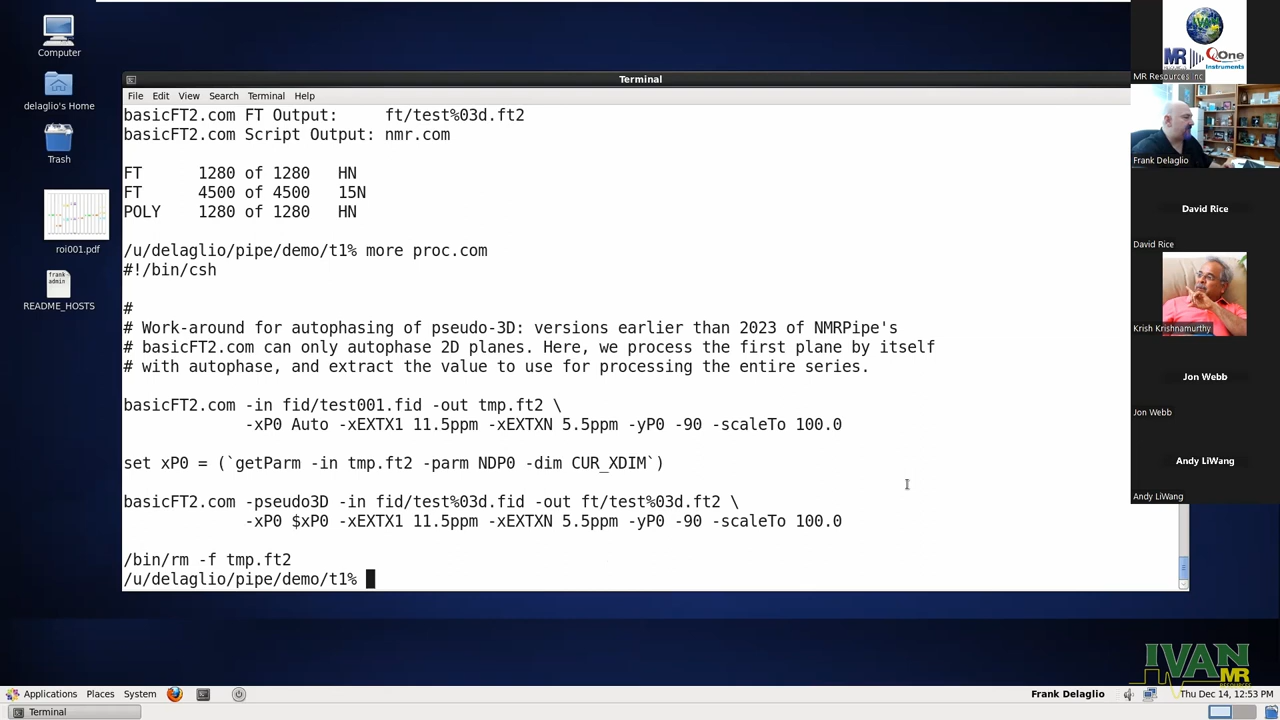 Computer
delaglio's Home
Trash
roi001.pdf
frank-
admin
README_HOSTS
Terminal
File Edit View Search Terminal Help
basicFT2.com FT Output: ft/test%03d.ft2
basicFT2.com Script Output: nmr.com
FT 1280 of 1280 HN
FT 4500 of 4500 15N
POLY 1280 of 1280 HN
/u/delaglio/pipe/demo/t1% more proc.com
#!/bin/csh
#
# Work-around for autophasing of pseudo-3D: versions earlier than 2023 of NMRPipe's
# basicFT2.com can only autophase 2D planes. Here, we process the first plane by itself
# with autophase, and extract the value to use for processing the entire series.
basicFT2.com -in fid/test001.fid -out tmp.ft2 \
-xP0 Auto -xEXTX1 11.5ppm -xEXTXN 5.5ppm -yP0 -90 -scaleTo 100.0
set xP0 = (`getParm -in tmp.ft2 -parm NDP0 -dim CUR_XDIM`)
basicFT2.com -pseudo3D -in fid/test%03d.fid -out ft/test%03d.ft2 \
-xP0 $xP0 -xEXTX1 11.5ppm -xEXTXN 5.5ppm -yP0 -90 -scaleTo 100.0
/bin/rm -f tmp.ft2
/u/delaglio/pipe/demo/t1%
MR QOne
Instruments
MR Resources Inc
Frank Delaglio
David Rice
David Rice
Krish Krishnamurthy
Jon Webb
Jon Webb
Andy LiWang
Andy LiWang
IVAN
MR
RESOURCES
Applications Places System
Frank Delaglio
Thu Dec 14, 12:53 PM
Terminal